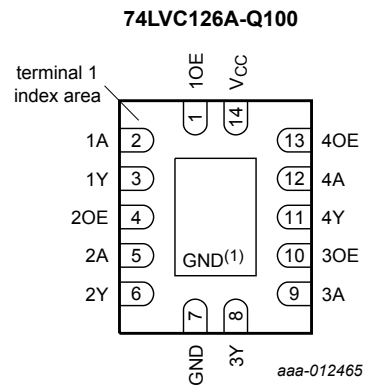 74LVC126A-Q100
terminal 1
index area
1OE
VCC
1
14
1A 2
13 4OE
1Y 3
12 4A
2OE 4
11 4Y
2A 5
10 3OE
2Y 6
9 3A
GND(1)
7
8
GND
3Y
aaa-012465